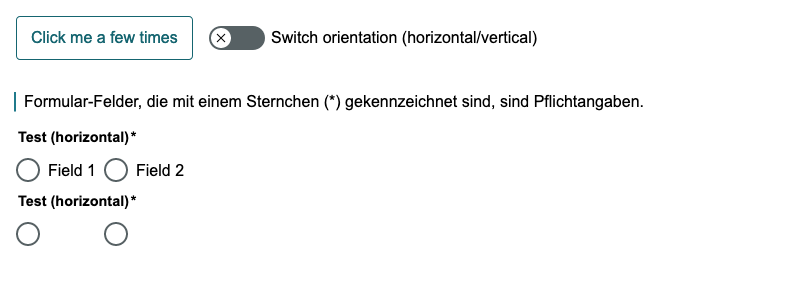 Click me a few times Switch orientation (horizontal/vertical)
Formular-Felder, die mit einem Sternchen (*) gekennzeichnet sind, sind Pflichtangaben.
Test (horizontal)*
Field 1 Field 2
Test (horizontal)*